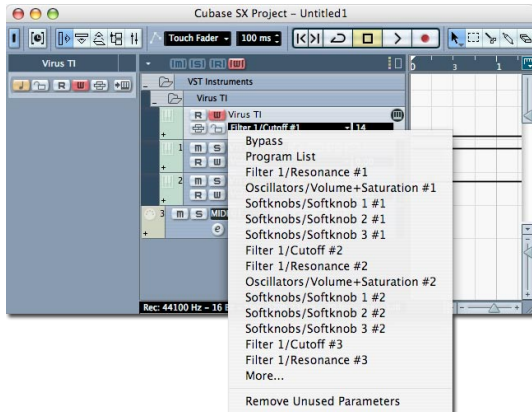 Cubase SX Project – Untitled1
Touch Fader 100 ms
Virus TI
[m] [S] [R] [W]
5 3 1
R W
VST Instruments
Virus TI
R W Virus TI
Filter 1/Cutoff #1 14
1 m S
R W
2 m S
R W
3 m S MIDI
e
Rec: 44100 Hz – 16 B
Bypass
Program List
Filter 1/Resonance #1
Oscillators/Volume+Saturation #1
Softknobs/Softknob 1 #1
Softknobs/Softknob 2 #1
Softknobs/Softknob 3 #1
Filter 1/Cutoff #2
Filter 1/Resonance #2
Oscillators/Volume+Saturation #2
Softknobs/Softknob 1 #2
Softknobs/Softknob 2 #2
Softknobs/Softknob 3 #2
Filter 1/Cutoff #3
Filter 1/Resonance #3
More...
Remove Unused Parameters